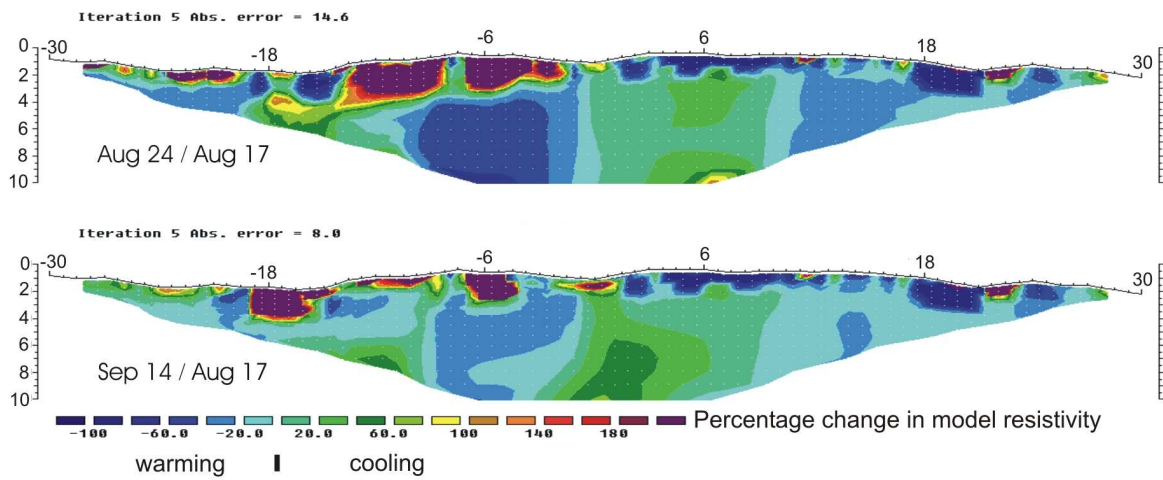 Iteration 5 Abs. error = 14.6
0 -30 -18 -6 6 18 30
2
4
6
8
10
Aug 24 / Aug 17
Iteration 5 Abs. error = 8.0
0 -30 -18 -6 6 18 30
2
4
6
8
10
Sep 14 / Aug 17
Percentage change in model resistivity
-100 -60.0 -20.0 20.0 60.0 100 140 180
warming cooling